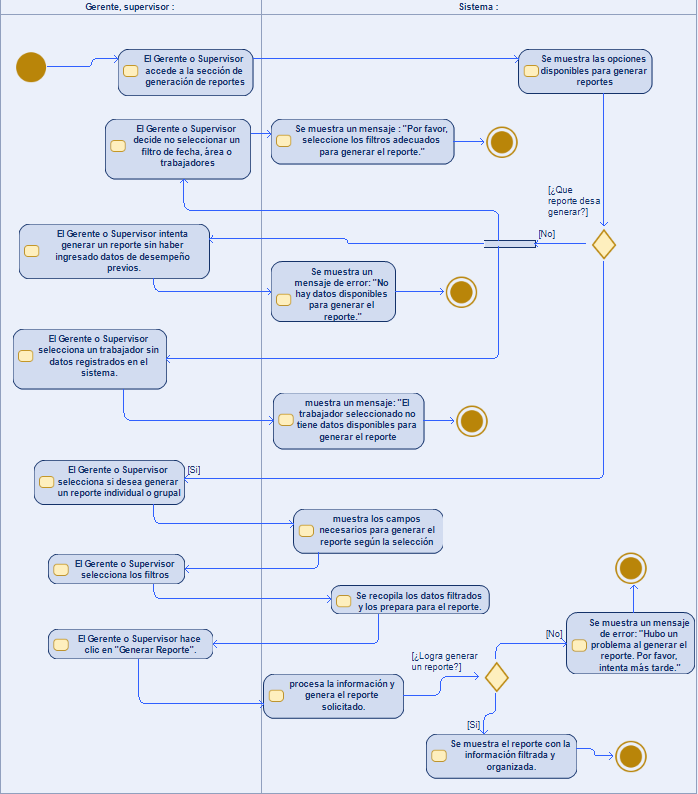 Gerente, supervisor :
Sistema :
El Gerente o Supervisor
accede a la sección de
generación de reportes
Se muestra las opciones
disponibles para generar
reportes
El Gerente o Supervisor
decide no seleccionar un
filtro de fecha, área o
trabajadores
Se muestra un mensaje : "Por favor,
seleccione los filtros adecuados
para generar el reporte."
[¿Que
reporte desa
generar?]
[No]
El Gerente o Supervisor intenta
generar un reporte sin haber
ingresado datos de desempeño
previos.
Se muestra un
mensaje de error: "No
hay datos disponibles
para generar el
reporte."
El Gerente o Supervisor
selecciona un trabajador sin
datos registrados en el
sistema.
muestra un mensaje: "El
trabajador seleccionado no
tiene datos disponibles para
generar el reporte
[Si]
El Gerente o Supervisor
selecciona si desea generar
un reporte individual o grupal
muestra los campos
necesarios para generar el
reporte según la selección
El Gerente o Supervisor
selecciona los filtros
Se recopila los datos filtrados
y los prepara para el reporte.
El Gerente o Supervisor hace
clic en "Generar Reporte".
[¿Logra generar
un reporte?]
[No]
Se muestra un mensaje
de error: "Hubo un
problema al generar el
reporte. Por favor,
intenta más tarde."
procesa la información y
genera el reporte
solicitado.
[Si]
Se muestra el reporte con la
información filtrada y
organizada.